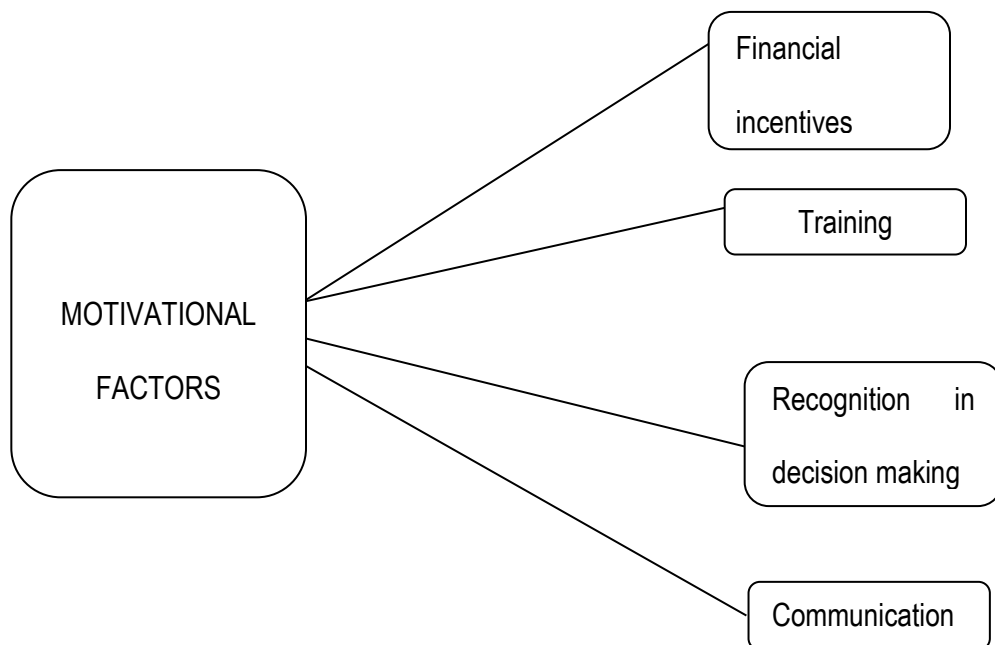 Financial
incentives
Training
MOTIVATIONAL
FACTORS
Recognition in
decision making
Communication